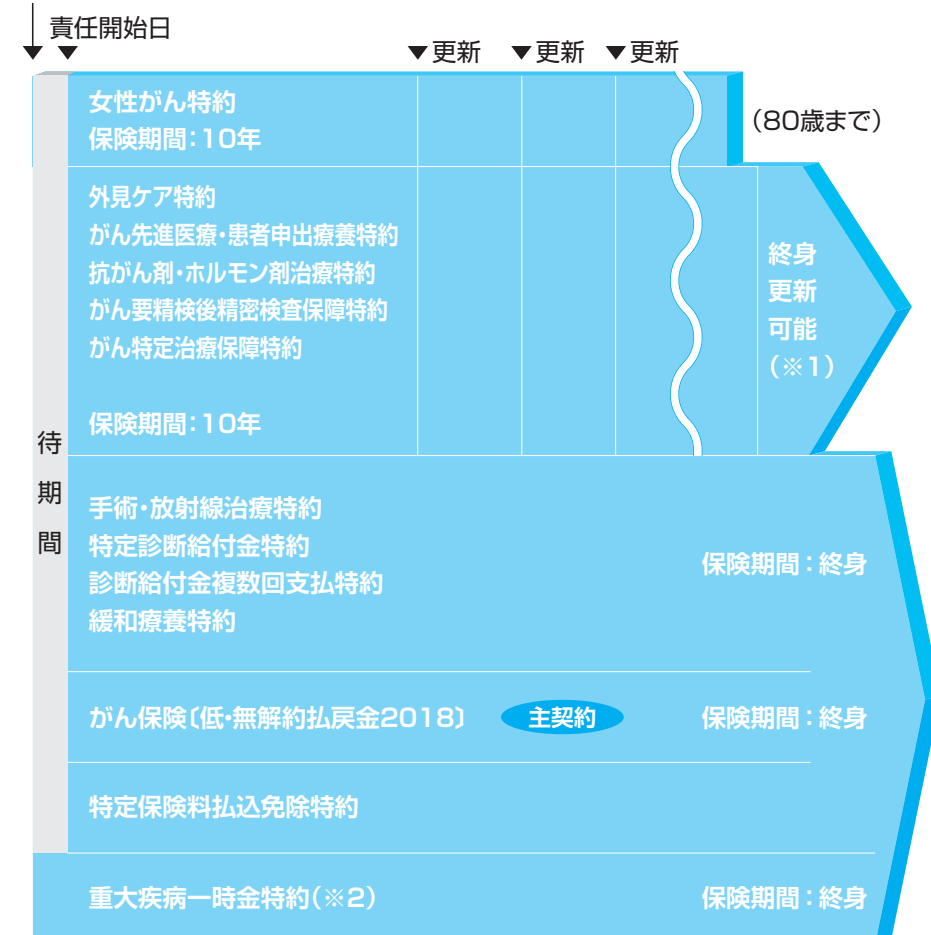 責任開始日
▼更新 ▼更新 ▼更新
女性がん特約
保険期間：10年
（80歳まで）
外見ケア特約
がん先進医療・患者申出療養特約
抗がん剤・ホルモン剤治療特約
がん要精検後精密検査保障特約
がん特定治療保障特約
保険期間：10年
終身
更新
可能
（※1）
待期間
手術・放射線治療特約
特定診断給付金特約
診断給付金複数回支払特約
緩和療養特約
保険期間：終身
がん保険〔低・無解約払戻金2018〕 主契約 保険期間：終身
特定保険料払込免除特約
重大疾病一時金特約（※2） 保険期間：終身